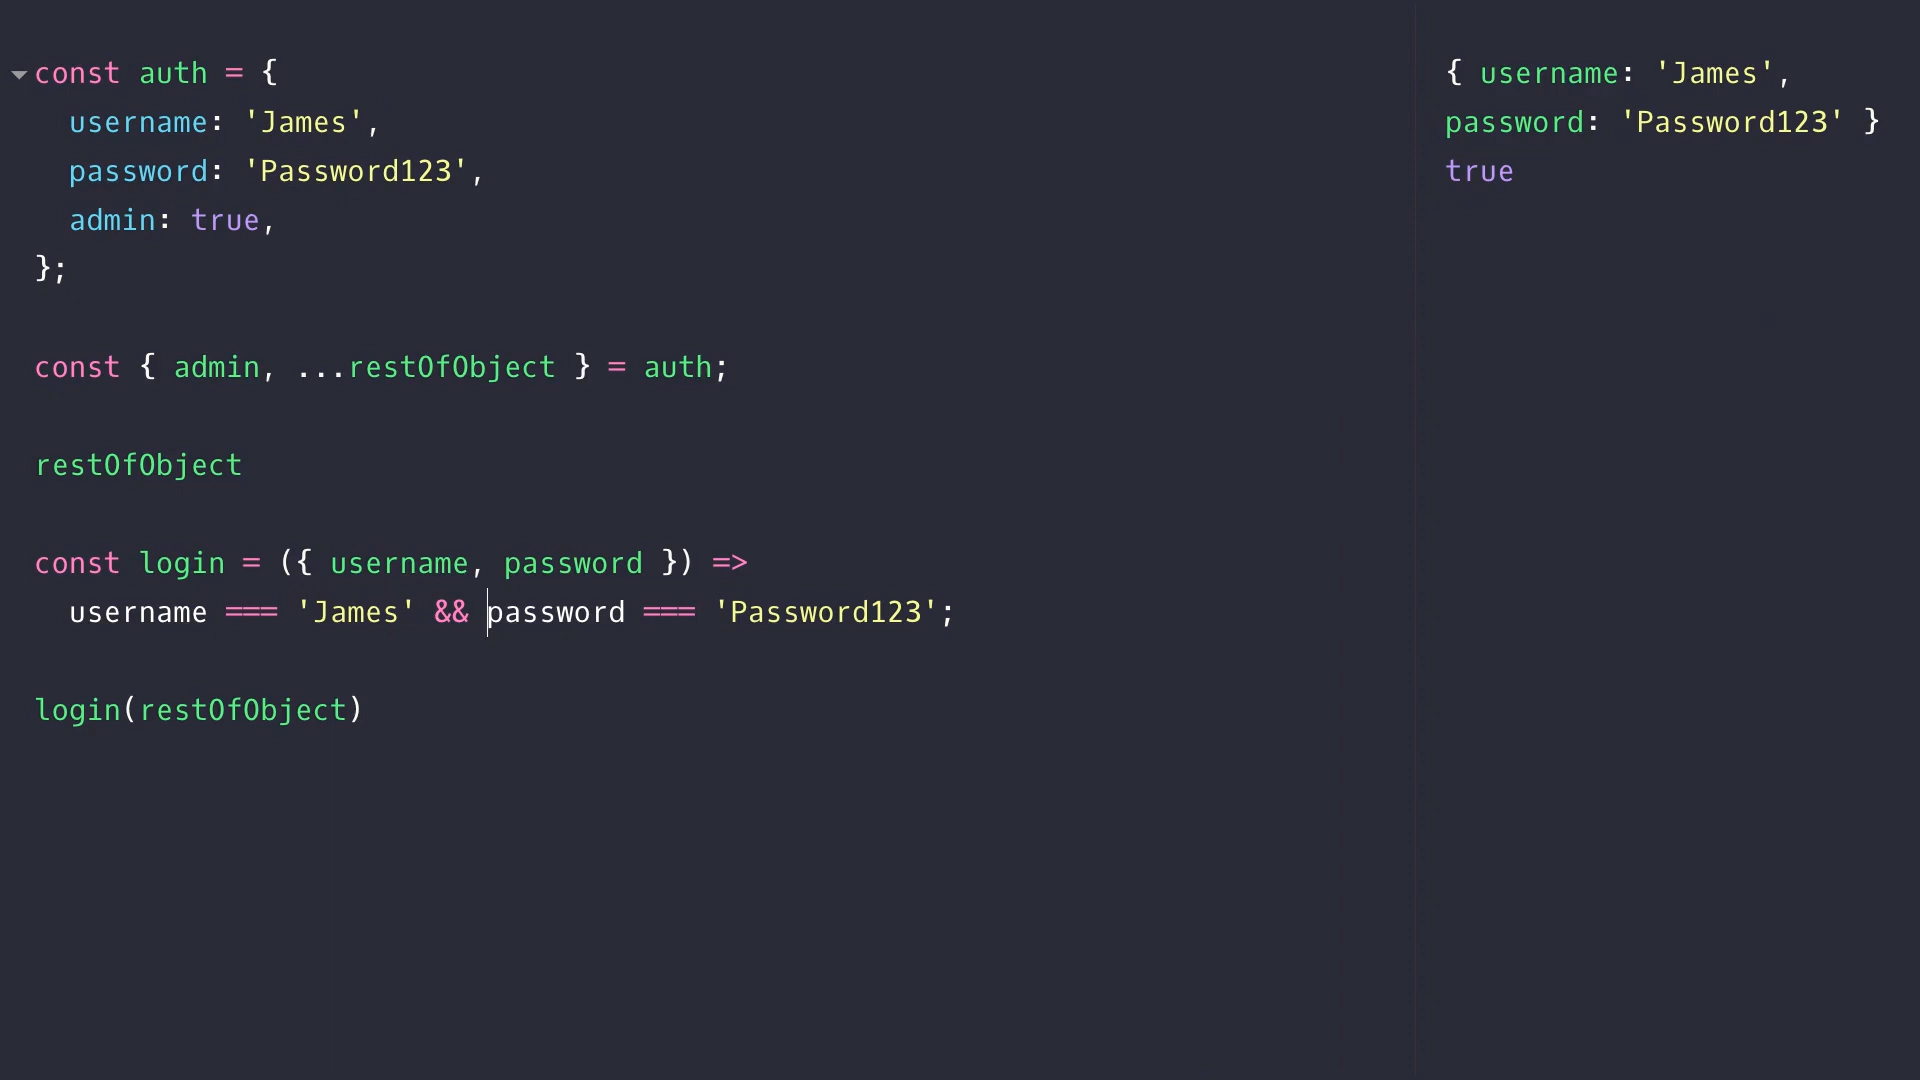 const auth = {
  username: 'James',
  password: 'Password123',
  admin: true,
};
const { admin, ...restOfObject } = auth;
restOfObject
const login = ({ username, password }) =>
  username === 'James' && password === 'Password123';
login(restOfObject)
{ username: 'James',
password: 'Password123' }
true